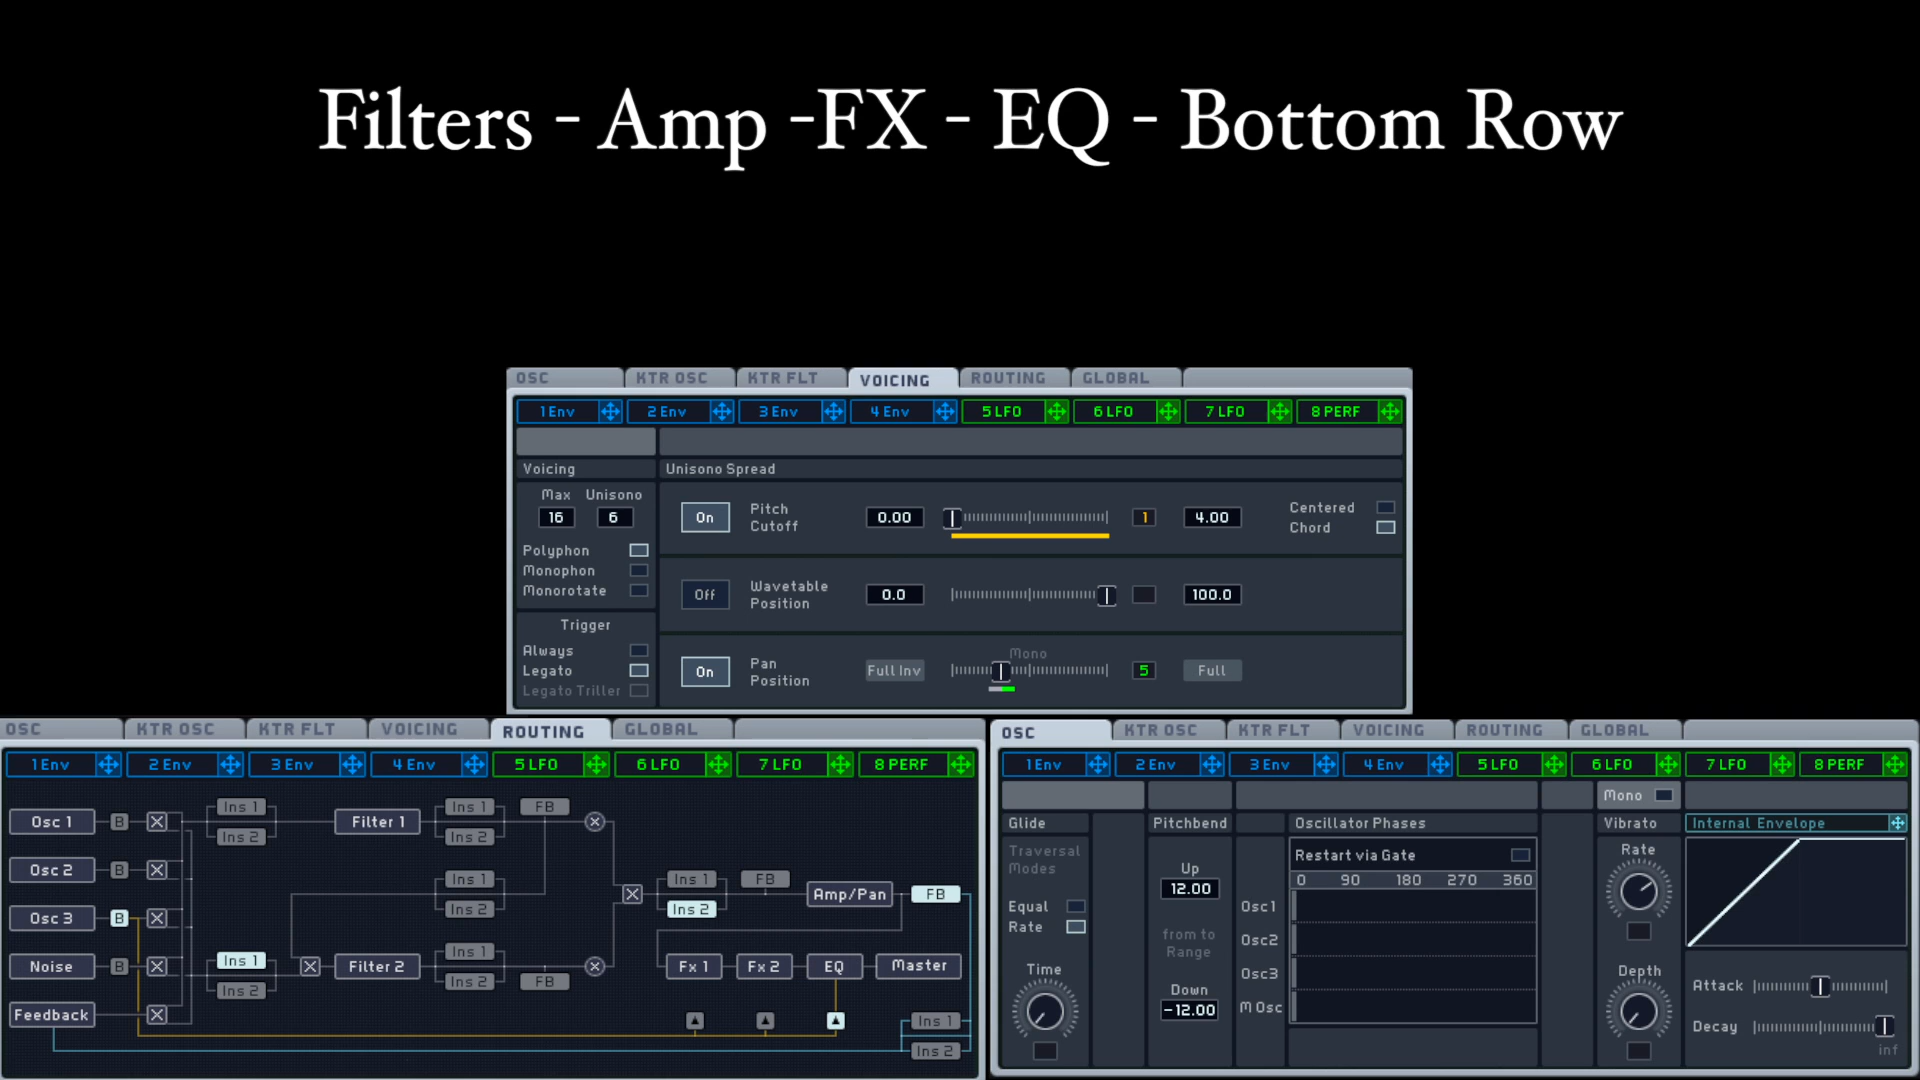 Filters - Amp -FX - EQ - Bottom Row
OSC KTR OSC KTR FLT VOICING ROUTING GLOBAL
1 Env 2 Env 3 Env 4 Env 5 LFO 6 LFO 7 LFO 8 PERF
Voicing Unisono Spread
Max Unisono
16 6
Polyphon
Monophon
Monorotate
Trigger
Always
Legato
Legato Triller
On Pitch Cutoff 0.00 1 4.00 Centered
Chord
Off Wavetable Position 0.0 100.0
Mono
On Pan Position Full Inv 5 Full
OSC KTR OSC KTR FLT VOICING ROUTING GLOBAL
1 Env 2 Env 3 Env 4 Env 5 LFO 6 LFO 7 LFO 8 PERF
Ins 1 Ins 1 FB
Osc 1 B Filter 1
Ins 2 Ins 2
Osc 2 B Ins 1 Ins 1 FB
Amp/Pan FB
Osc 3 B Ins 2 Ins 2
Ins 1 Ins 1
Noise B Filter 2 Fx 1 Fx 2 EQ Master
Ins 2 Ins 2 FB
Feedback Ins 1
Ins 2
OSC KTR OSC KTR FLT VOICING ROUTING GLOBAL
1 Env 2 Env 3 Env 4 Env 5 LFO 6 LFO 7 LFO 8 PERF
Mono
Glide Pitchbend Oscillator Phases Vibrato Internal Envelope
Traversal
Modes
Equal
Rate
Time
Up
12.00
from to
Range
Down
-12.00
Restart via Gate
0 90 180 270 360
Osc1
Osc2
Osc3
M Osc
Rate
Depth
Attack
Decay
inf